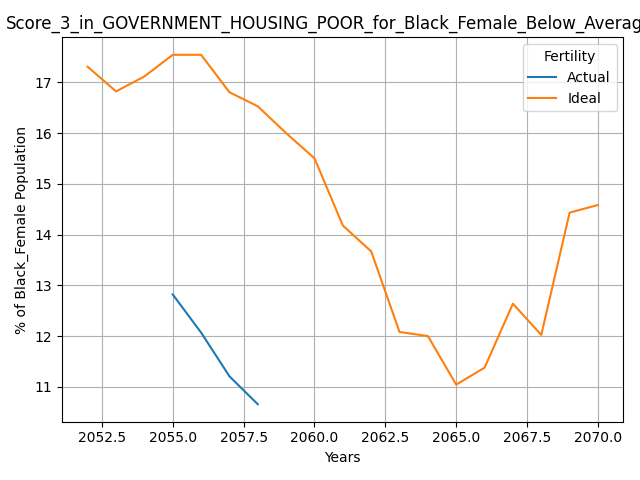 Score_3_in_GOVERNMENT_HOUSING_POOR_for_Black_Female_Below_Averag
Fertility
Actual
Ideal
% of Black_Female Population
17
16
15
14
13
12
11
2052.5 2055.0 2057.5 2060.0 2062.5 2065.0 2067.5 2070.0
Years